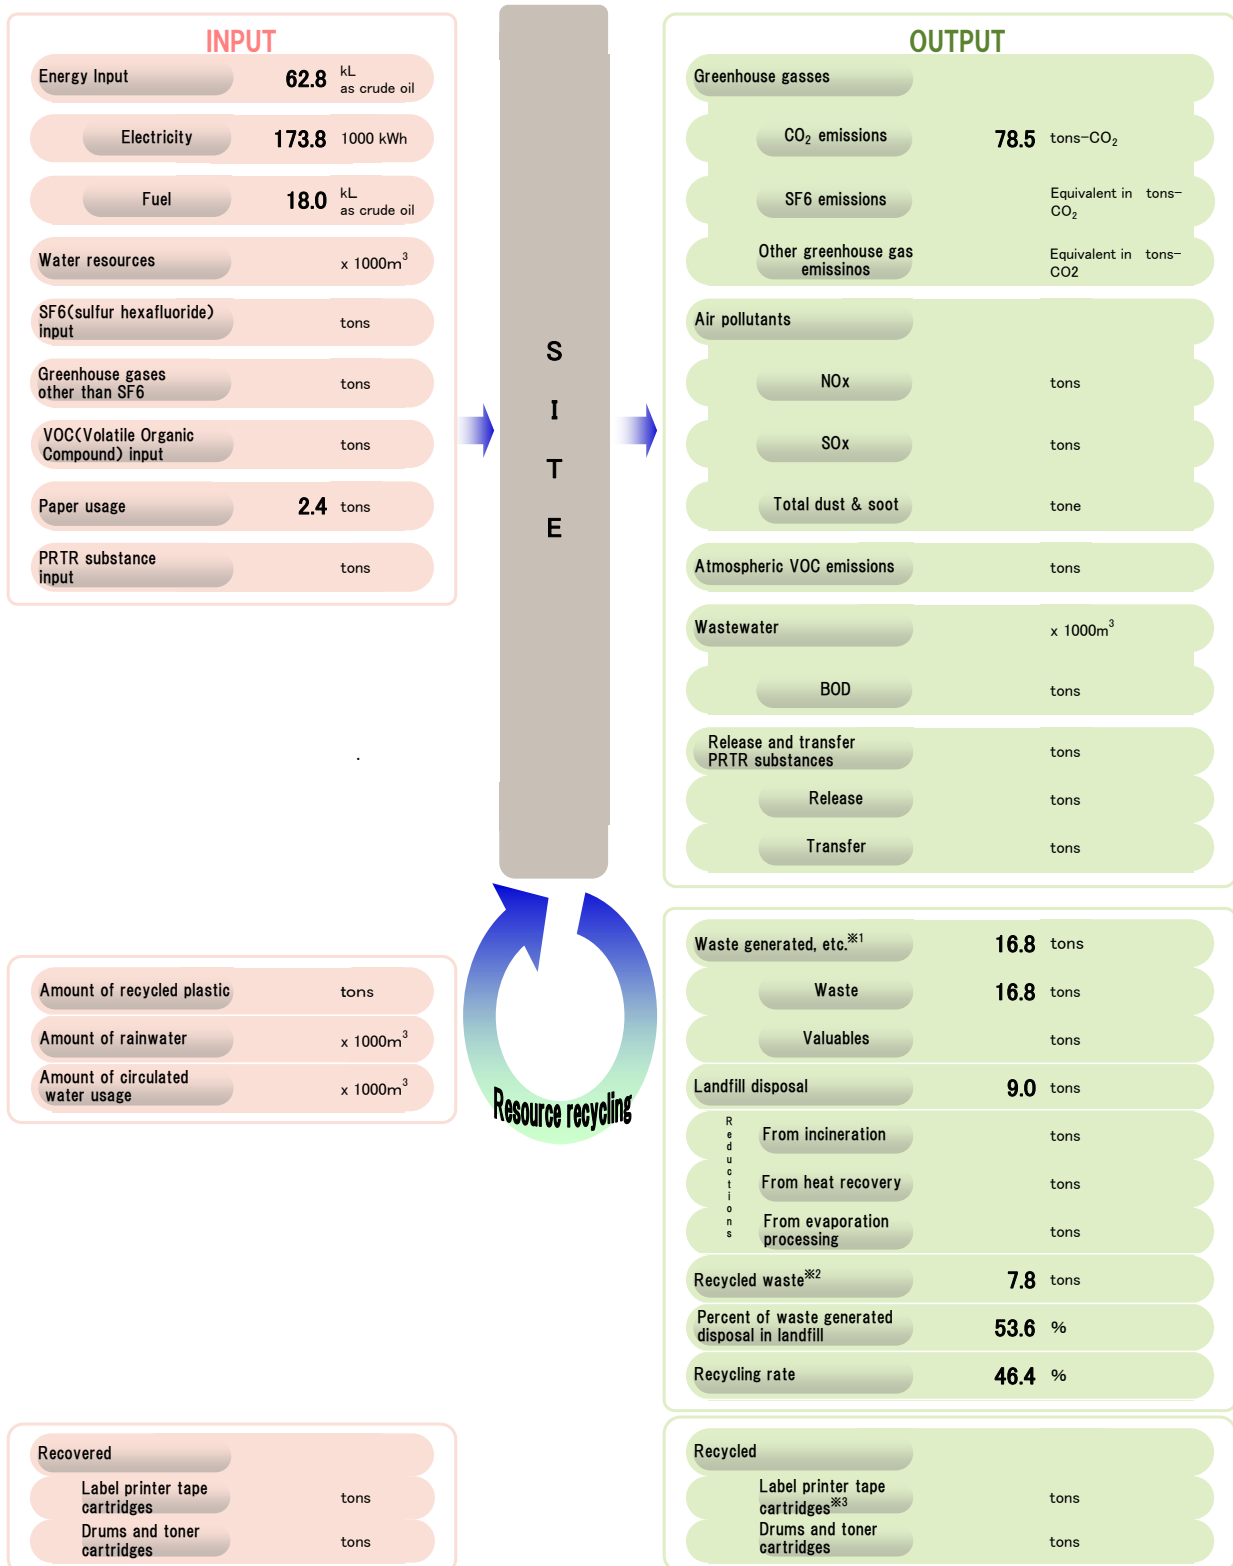 INPUT
Energy Input 62.8 kL
as crude oil
Electricity 173.8 1000 kWh
Fuel 18.0 kL
as crude oil
Water resources x 1000m³
SF6(sulfur hexafluoride)
input tons
Greenhouse gases
other than SF6 tons
VOC(Volatile Organic
Compound) input tons
Paper usage 2.4 tons
PRTR substance
input tons
S
I
T
E
OUTPUT
Greenhouse gasses
CO₂ emissions 78.5 tons-CO₂
SF6 emissions Equivalent in tons-
CO₂
Other greenhouse gas
emissinos Equivalent in tons-
CO2
Air pollutants
NOx tons
SOx tons
Total dust & soot tone
Atmospheric VOC emissions tons
Wastewater x 1000m³
BOD tons
Release and transfer
PRTR substances tons
Release tons
Transfer tons
Amount of recycled plastic tons
Amount of rainwater x 1000m³
Amount of circulated
water usage x 1000m³
Resource recycling
Waste generated, etc.※1 16.8 tons
Waste 16.8 tons
Valuables tons
Landfill disposal 9.0 tons
Reductions
From incineration tons
From heat recovery tons
From evaporation
processing tons
Recycled waste※2 7.8 tons
Percent of waste generated
disposal in landfill 53.6 %
Recycling rate 46.4 %
Recovered
Label printer tape
cartridges tons
Drums and toner
cartridges tons
Recycled
Label printer tape
cartridges※3 tons
Drums and toner
cartridges tons